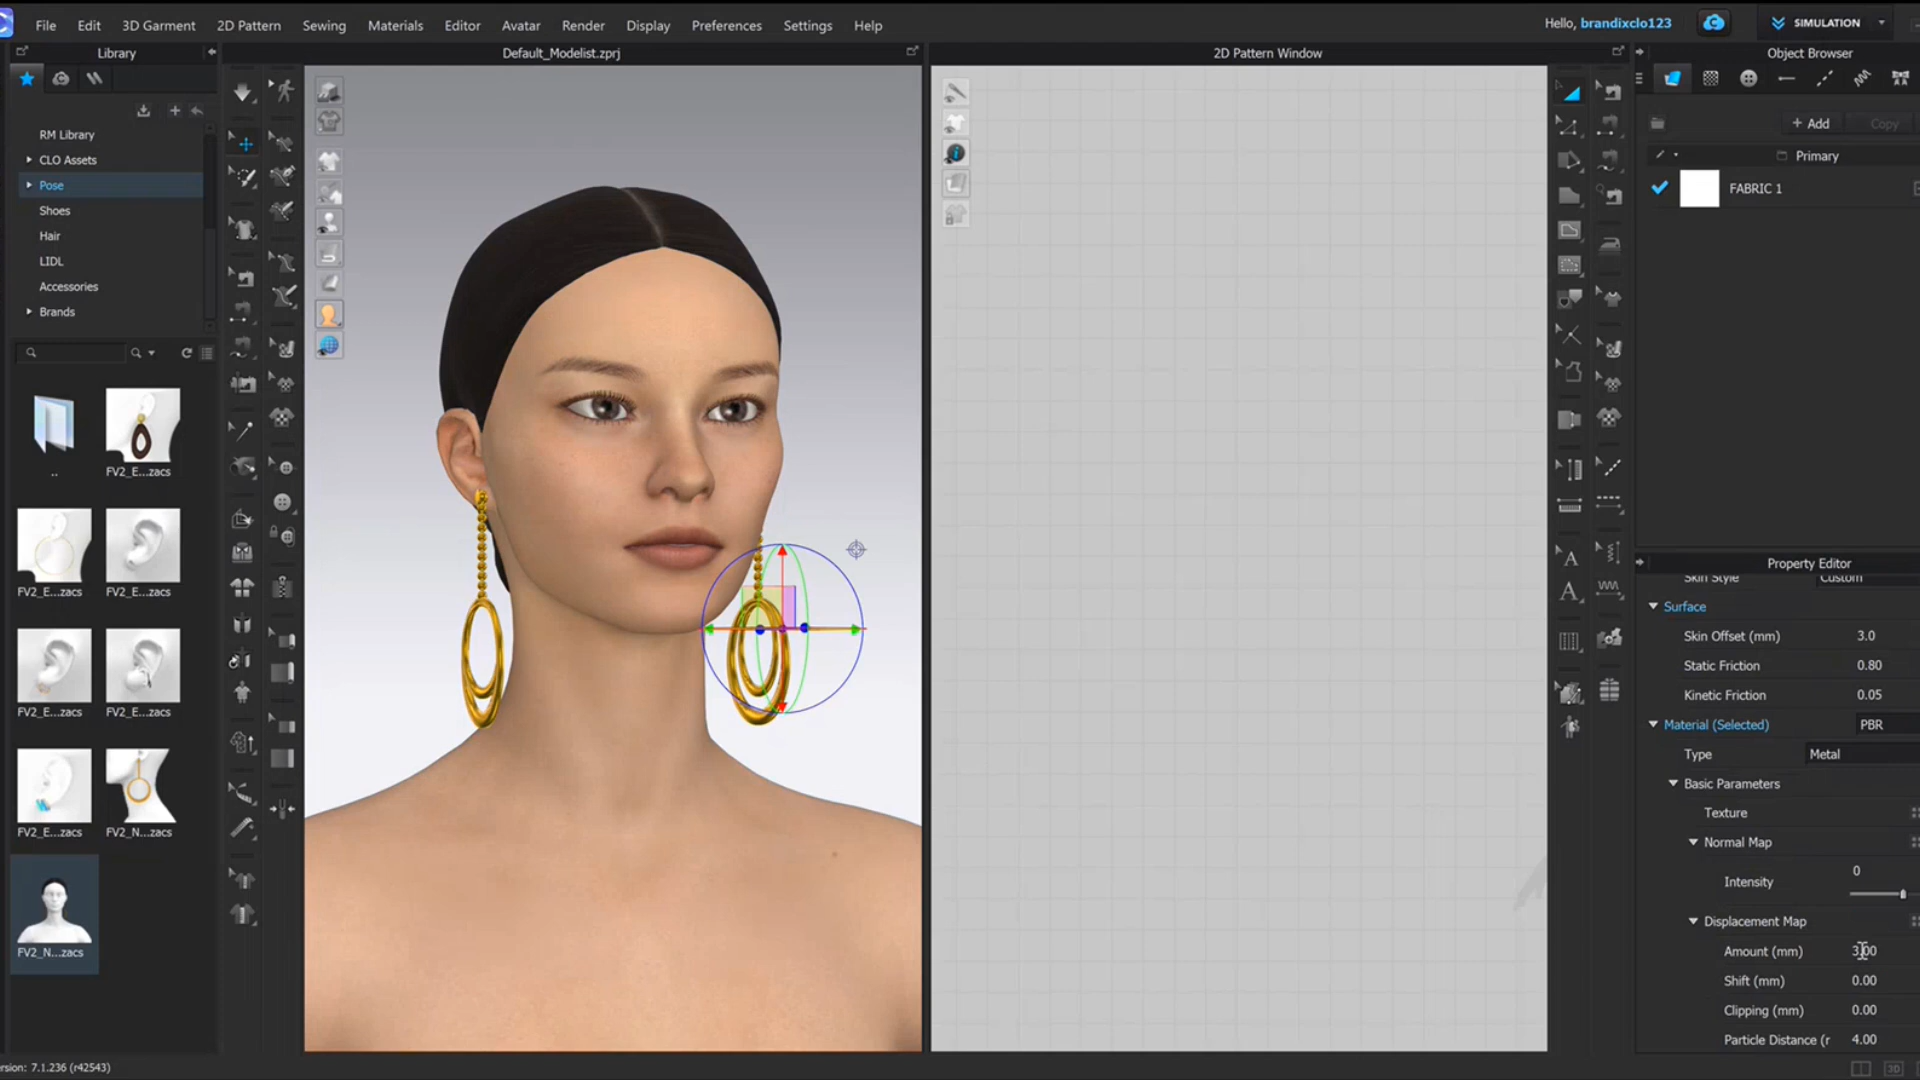 File Edit 3D Garment 2D Pattern Sewing Materials Editor Avatar Render Display Preferences Settings Help
Hello, brandixclo123
SIMULATION
Library
Default_Modelist.zprj
2D Pattern Window
Object Browser
RM Library
CLO Assets
Pose
Shoes
Hair
LIDL
Accessories
Brands
+ Add
Copy
Primary
FABRIC 1
..
FV2_E...zacs
FV2_E...zacs
FV2_E...zacs
FV2_E...zacs
FV2_E...zacs
FV2_E...zacs
FV2_N...zacs
FV2_N...zacs
Property Editor
Skin Style Custom
Surface
Skin Offset (mm) 3.0
Static Friction 0.80
Kinetic Friction 0.05
Material (Selected) PBR
Type Metal
Basic Parameters
Texture
Normal Map
Intensity 0
Displacement Map
Amount (mm) 3.00
Shift (mm) 0.00
Clipping (mm) 0.00
Particle Distance (r 4.00
ersion: 7.1.236 (r42543)
3D